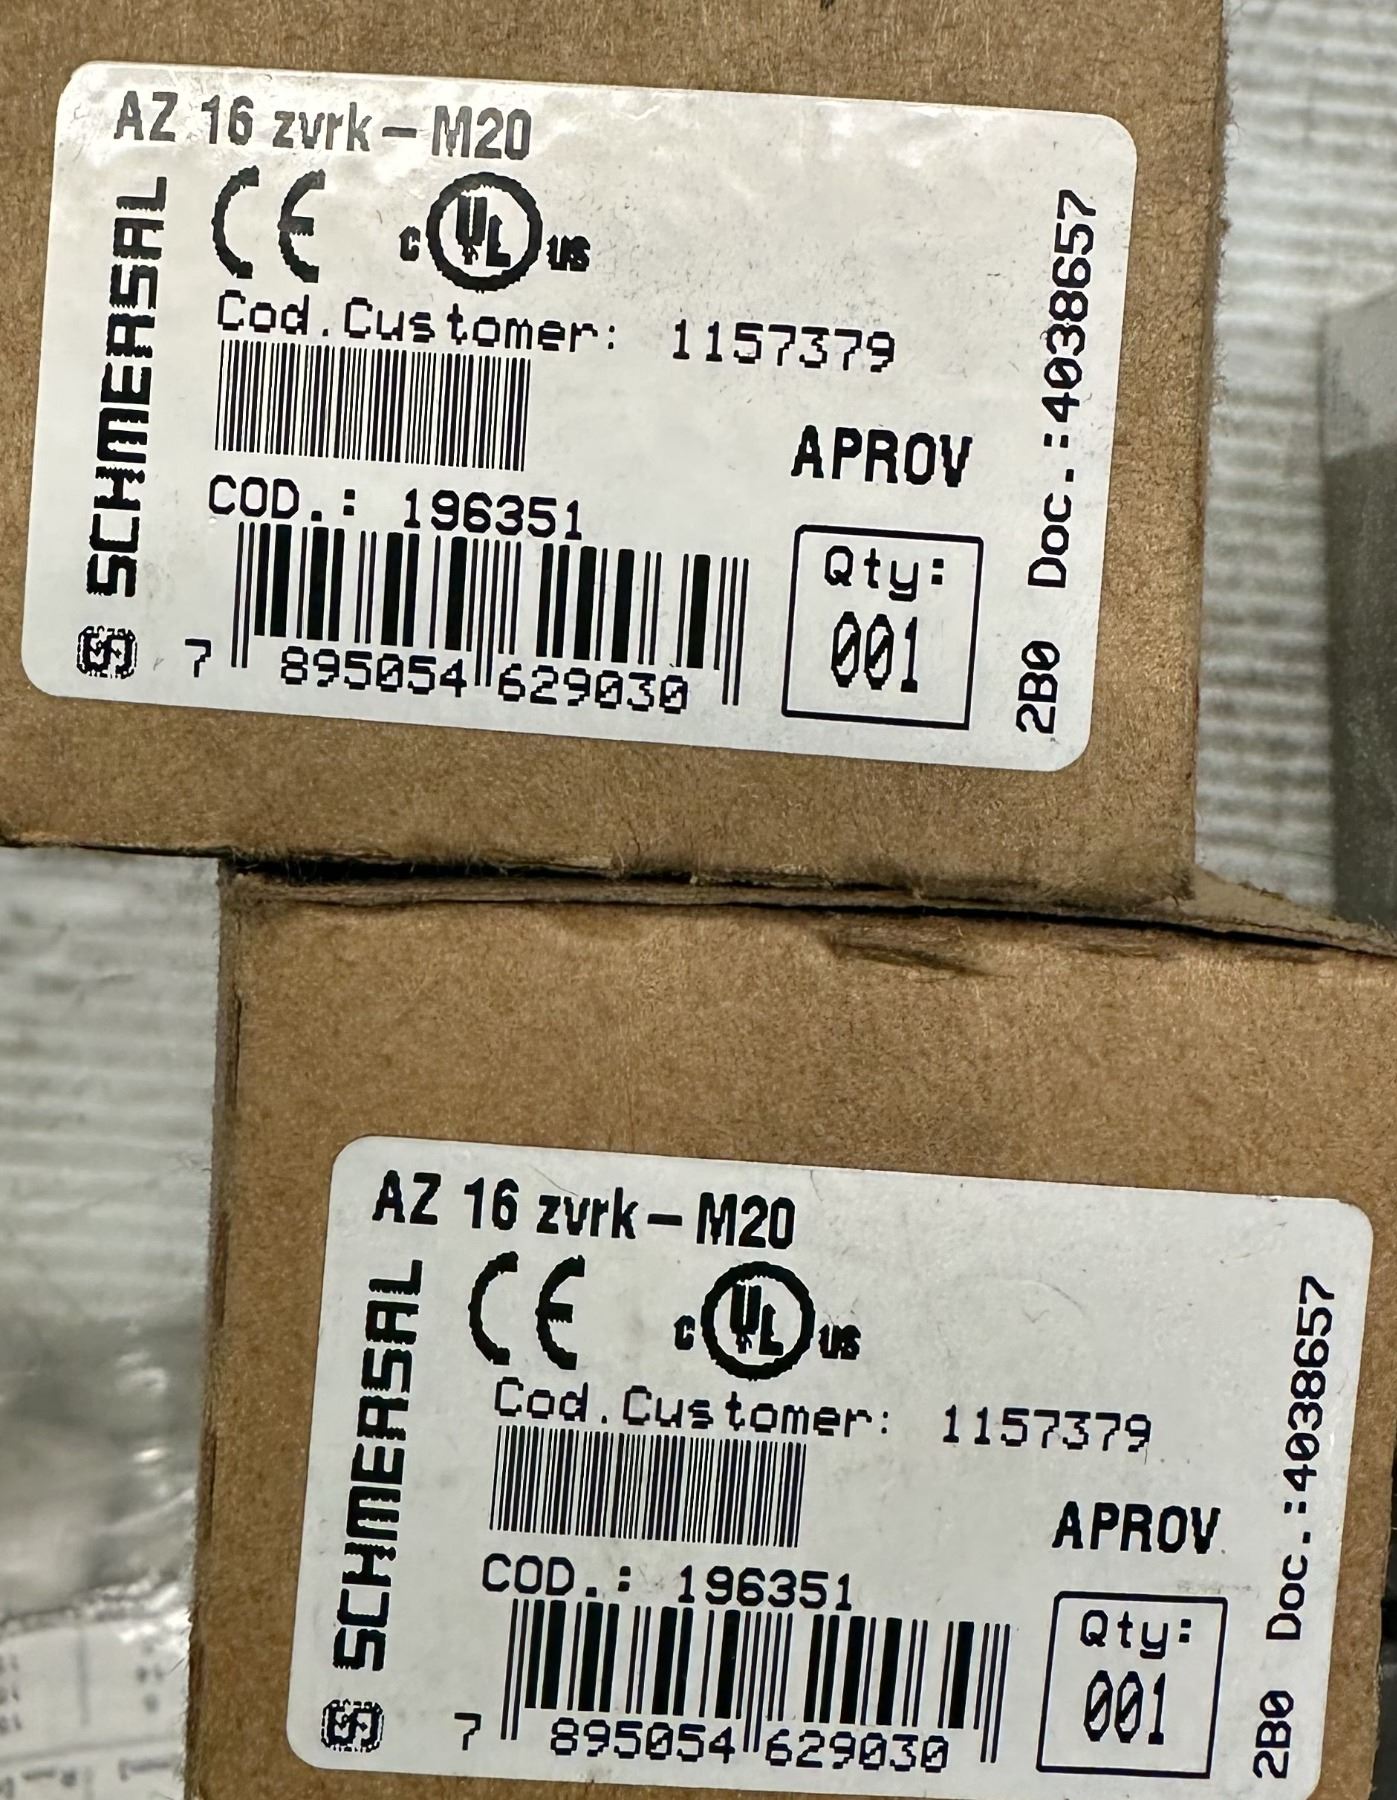 AZ 16 zvrk-M20
SCHMERSAL
CE
c UL us
Cod.Customer: 1157379
APROV
COD.: 196351
Qty:
001
7 895054 629030
2B0 Doc.:4038657
AZ 16 zvrk-M20
SCHMERSAL
CE
c UL us
Cod.Customer: 1157379
APROV
COD.: 196351
Qty:
001
7 895054 629030
2B0 Doc.:4038657